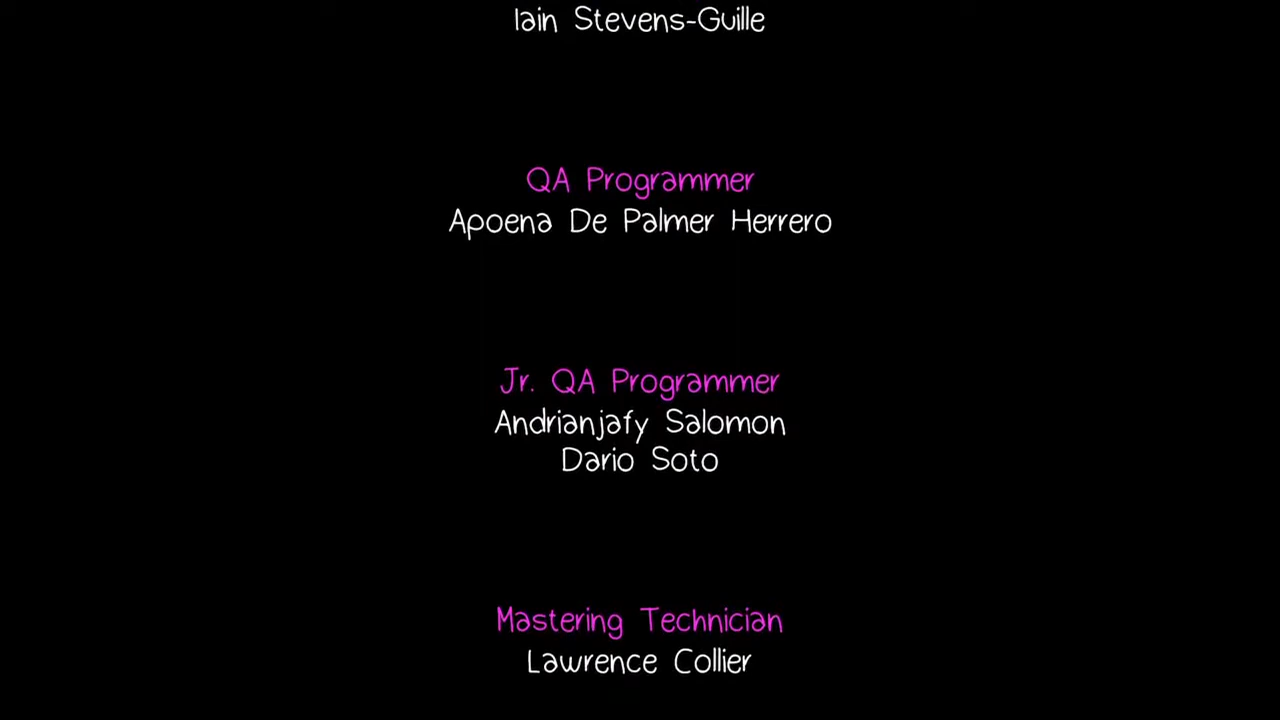 Iain Stevens-Guille
QA Programmer
Apoena De Palmer Herrero
Jr. QA Programmer
Andrianjafy Salomon
Dario Soto
Mastering Technician
Lawrence Collier